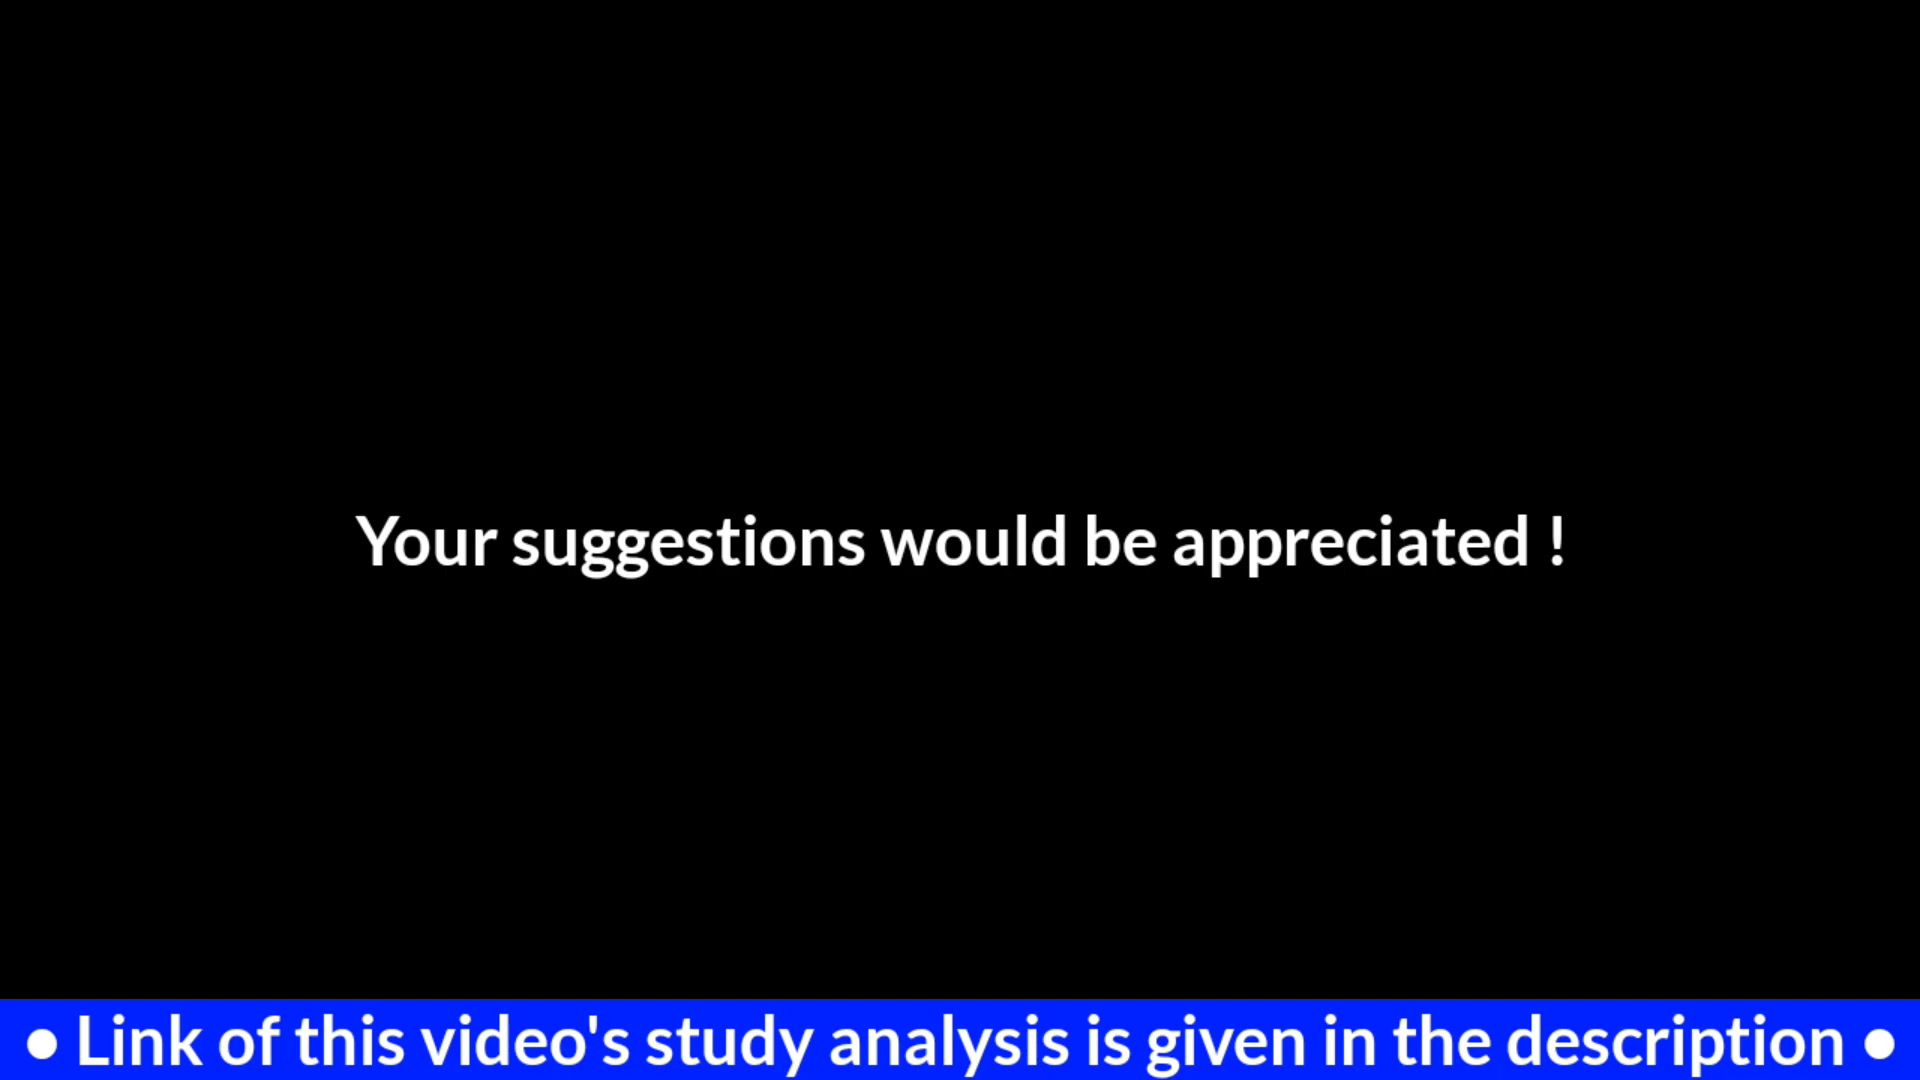 Your suggestions would be appreciated !
● Link of this video's study analysis is given in the description ●